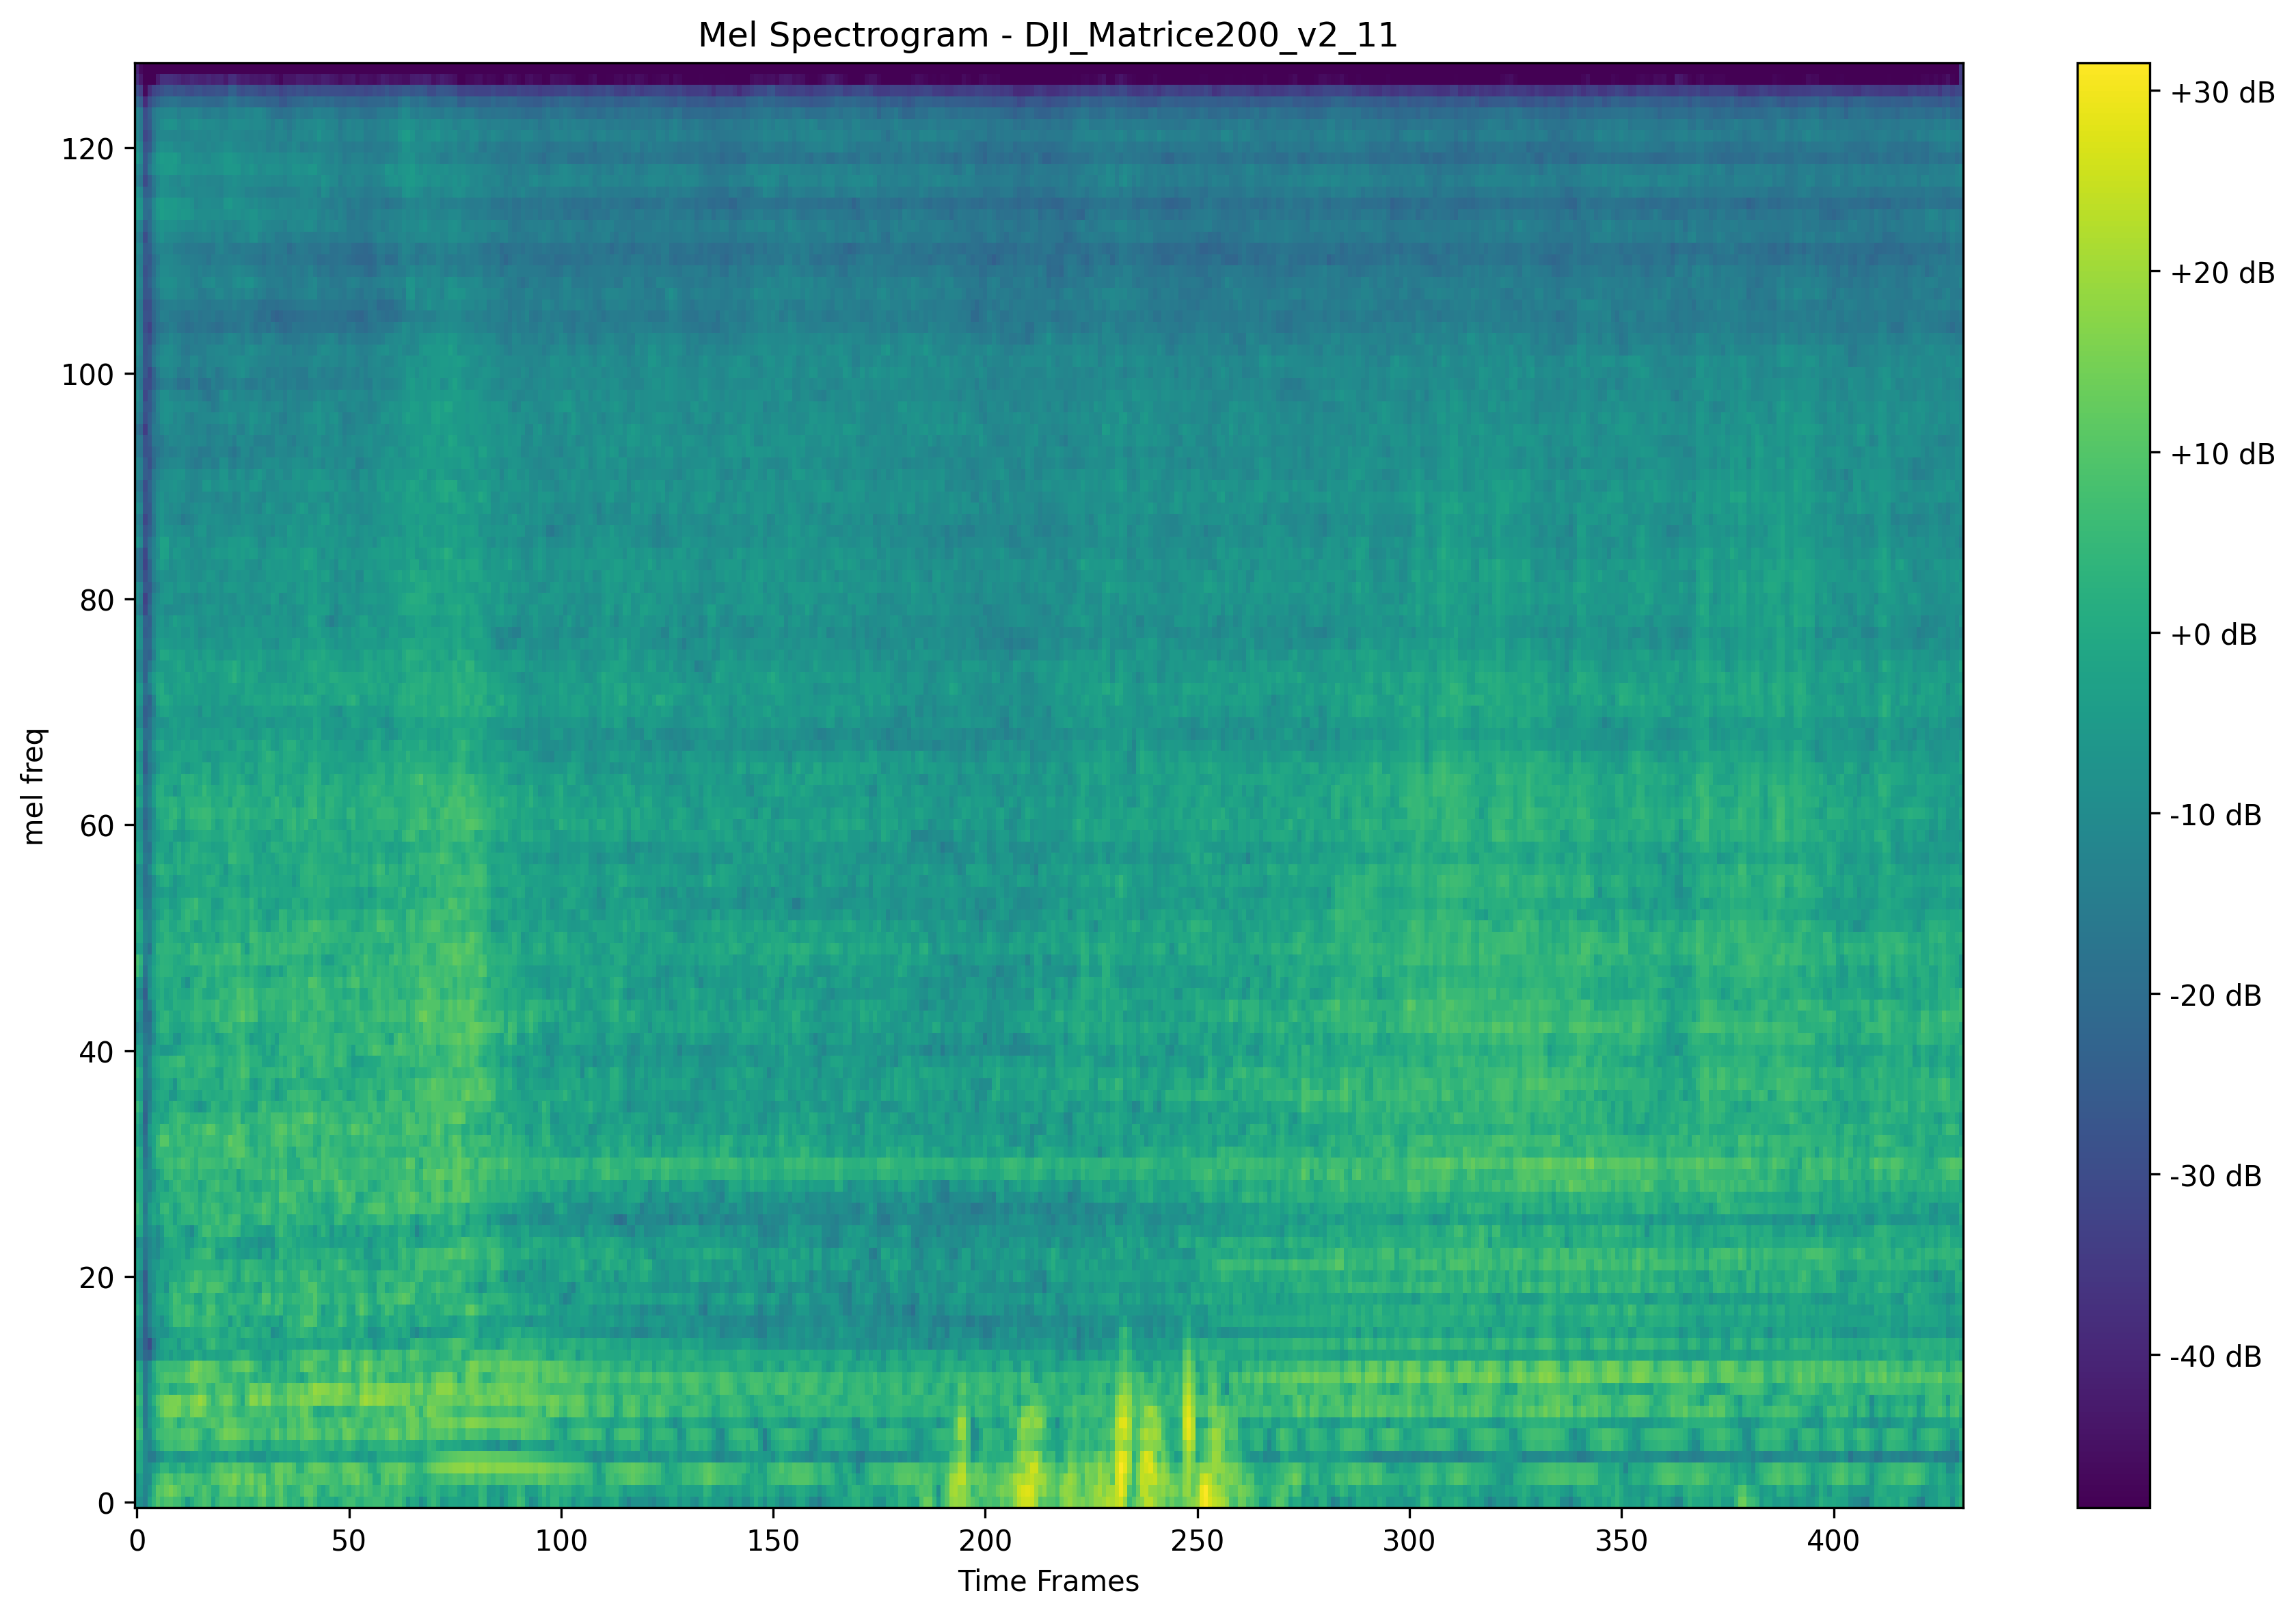 Mel Spectrogram - DJI_Matrice200_v2_11
mel freq
120
100
80
60
40
20
0
0 50 100 150 200 250 300 350 400
Time Frames
+30 dB
+20 dB
+10 dB
+0 dB
-10 dB
-20 dB
-30 dB
-40 dB